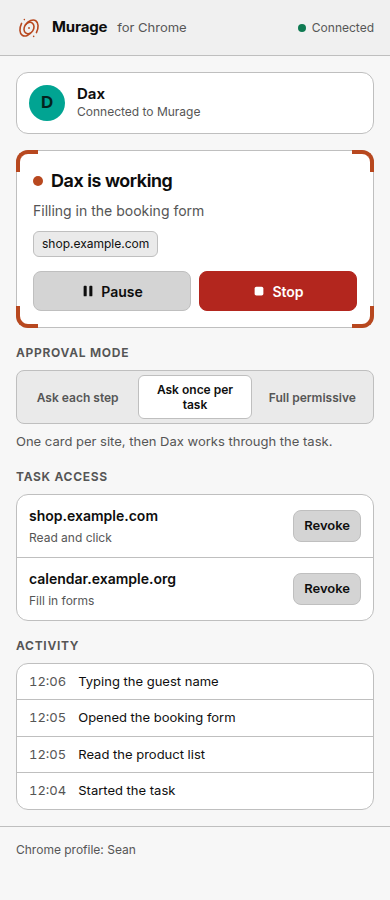 Murage for Chrome Connected
D
Dax
Connected to Murage
Dax is working
Filling in the booking form
shop.example.com
Pause Stop
APPROVAL MODE
Ask each step Ask once per task Full permissive
One card per site, then Dax works through the task.
TASK ACCESS
shop.example.com
Read and click
Revoke
calendar.example.org
Fill in forms
Revoke
ACTIVITY
12:06 Typing the guest name
12:05 Opened the booking form
12:05 Read the product list
12:04 Started the task
Chrome profile: Sean